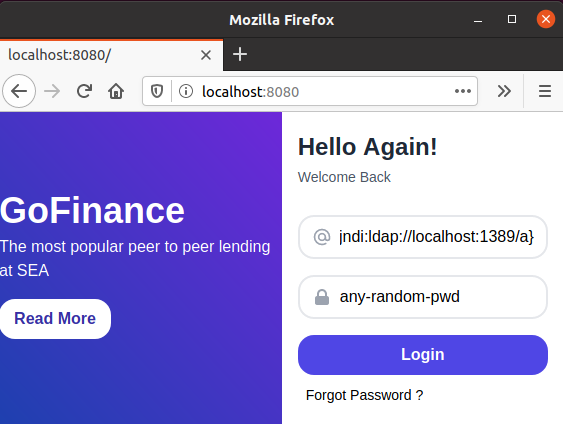 Mozilla Firefox
localhost:8080/
localhost:8080
GoFinance
The most popular peer to peer lending
at SEA
Read More
Hello Again!
Welcome Back
jndi:ldap://localhost:1389/a}
any-random-pwd
Login
Forgot Password ?